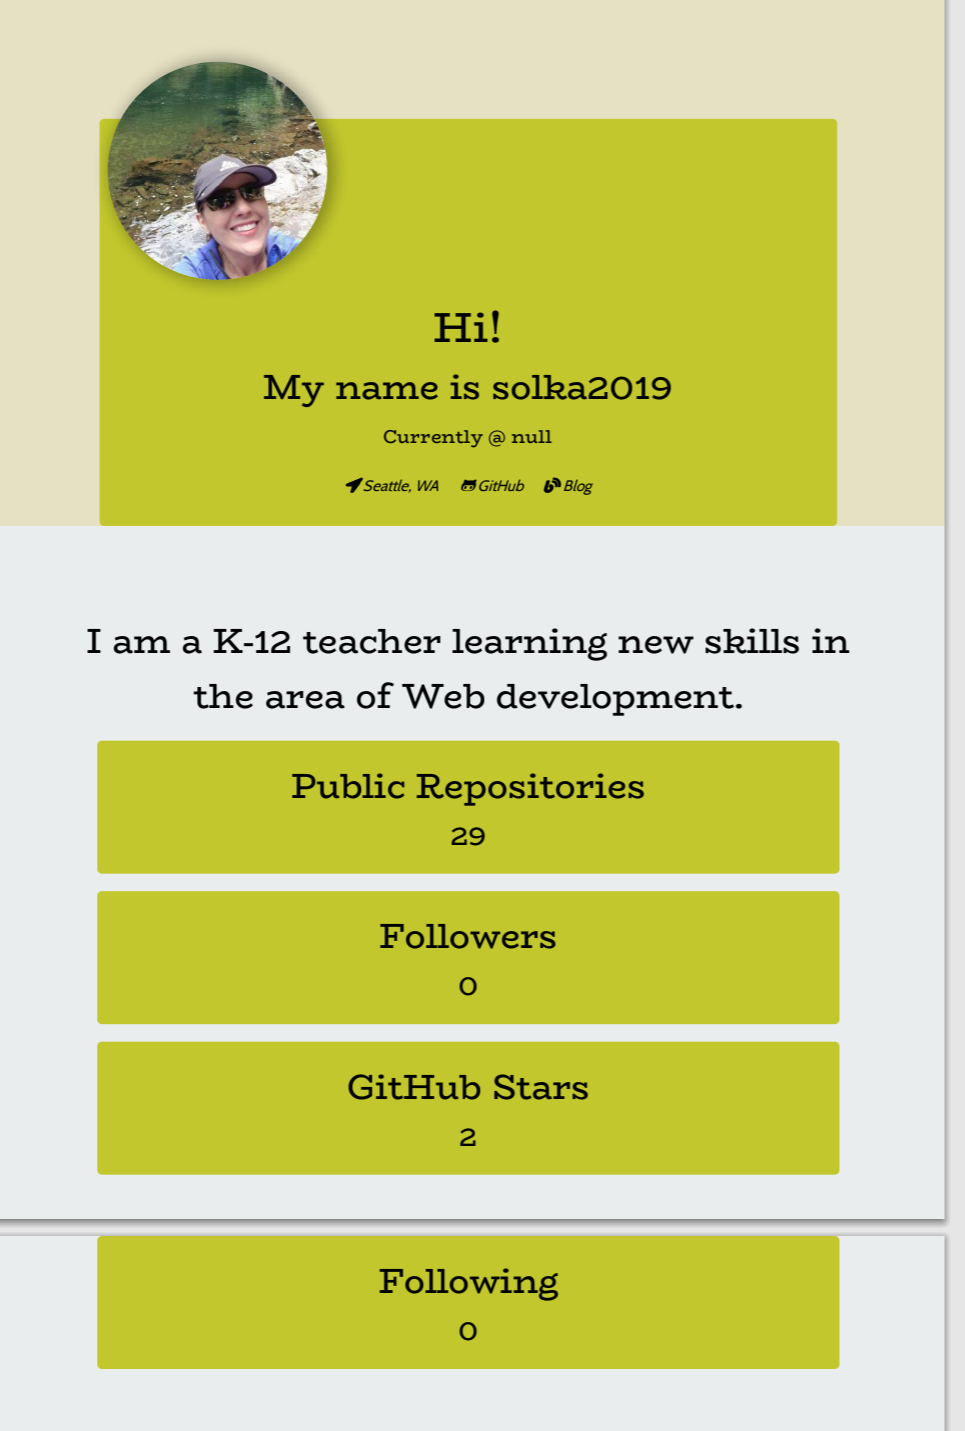 Hi!
My name is solka2019
Currently @ null
Seattle, WA GitHub Blog
I am a K-12 teacher learning new skills in
the area of Web development.
Public Repositories
29
Followers
0
GitHub Stars
2
Following
0